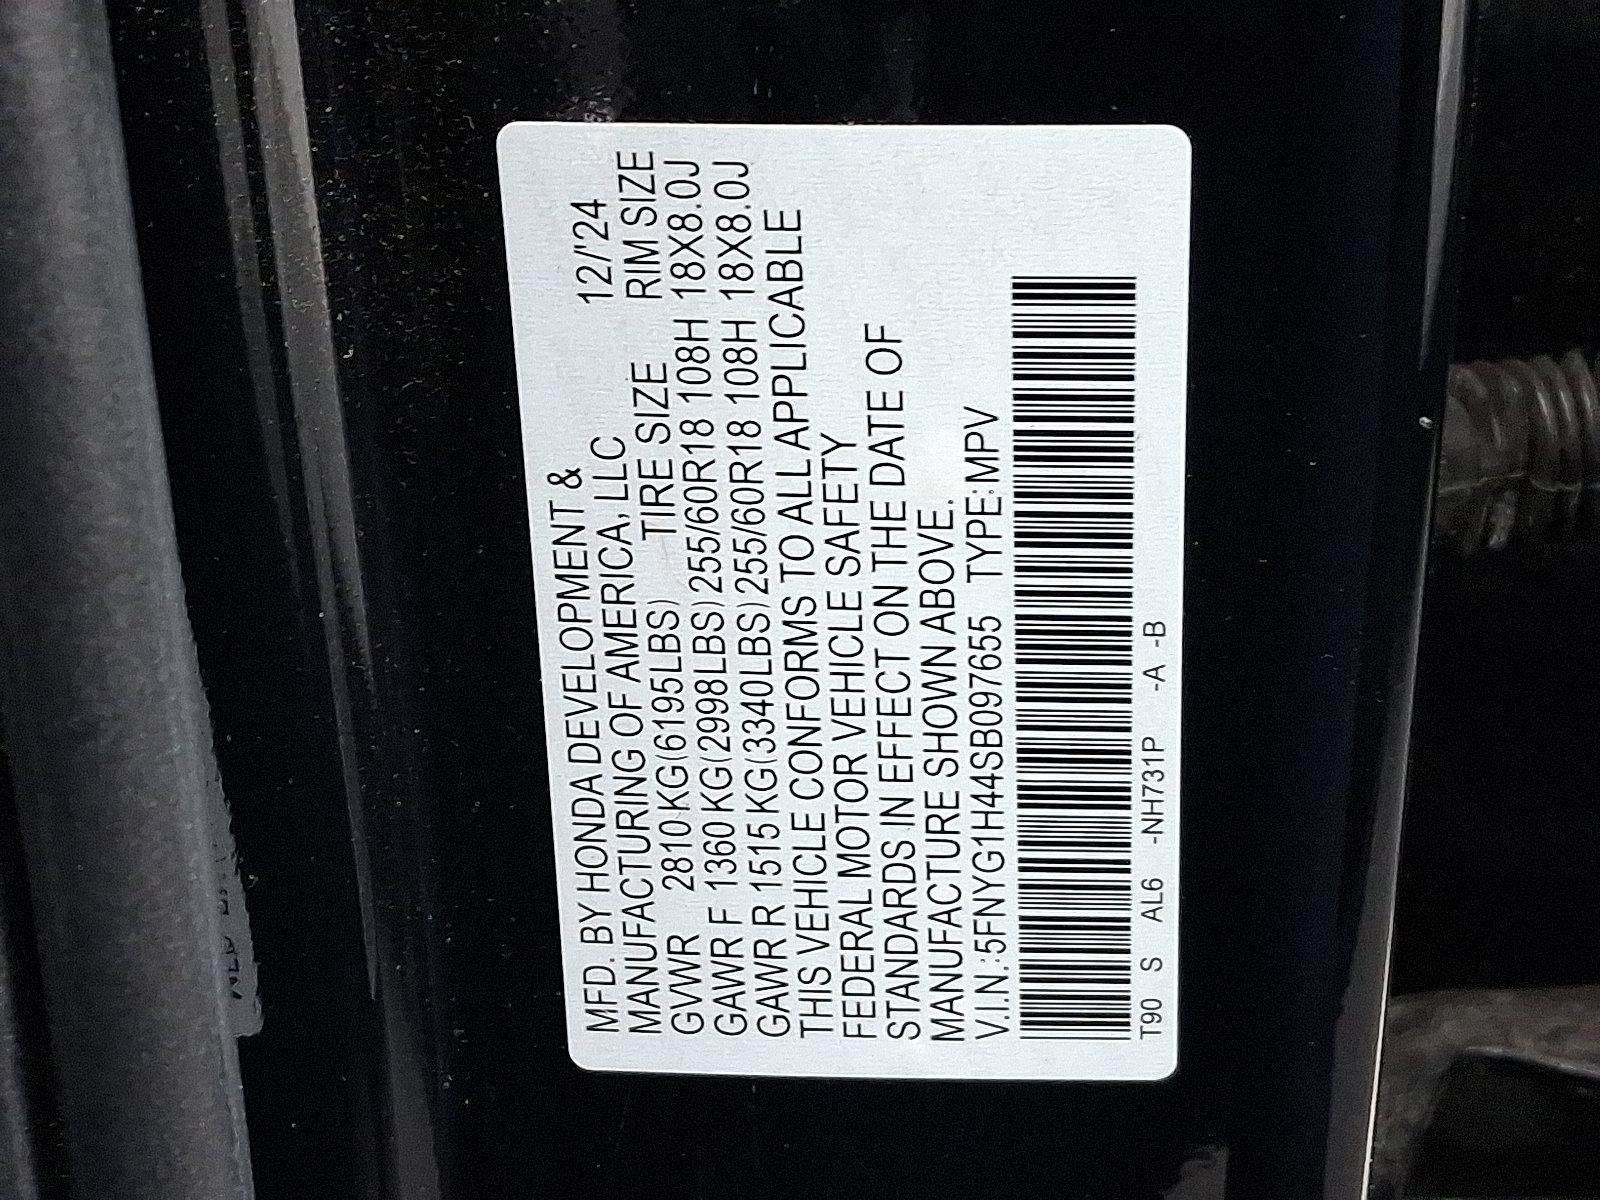 MFD. BY HONDA DEVELOPMENT &
MANUFACTURING OF AMERICA, LLC 12/'24
GVWR 2810 KG(6195LBS) TIRE SIZE RIM SIZE
GAWR F 1360 KG(2998LBS) 255/60R18 108H 18X8.0J
GAWR R 1515 KG(3340LBS) 255/60R18 108H 18X8.0J
THIS VEHICLE CONFORMS TO ALL APPLICABLE
FEDERAL MOTOR VEHICLE SAFETY
STANDARDS IN EFFECT ON THE DATE OF
MANUFACTURE SHOWN ABOVE.
V.I.N.:5FNYG1H44SB097655 TYPE:MPV
T90 S AL6 -NH731P -A -B